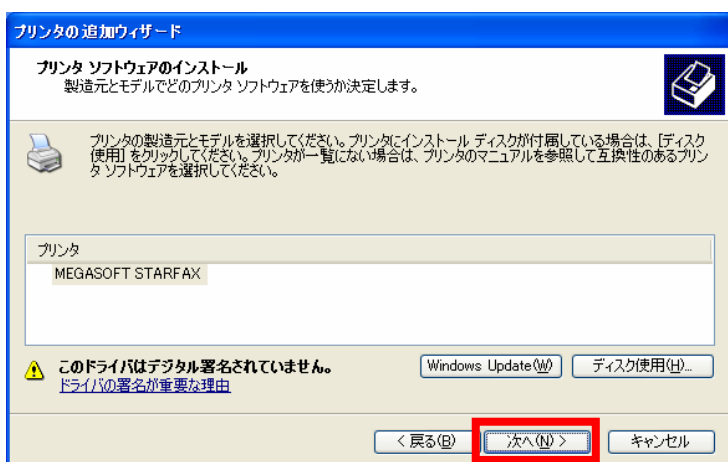 プリンタの追加ウィザード
プリンタ ソフトウェアのインストール
製造元とモデルでどのプリンタ ソフトウェアを使うか決定します。
プリンタの製造元とモデルを選択してください。プリンタにインストール ディスクが付属している場合は、[ディスク
使用] をクリックしてください。プリンタが一覧にない場合は、プリンタのマニュアルを参照して互換性のあるプリン
タ ソフトウェアを選択してください。
プリンタ
MEGASOFT STARFAX
このドライバはデジタル署名されていません。
Windows Update(W)
ディスク使用(H)...
ドライバの署名が重要な理由
< 戻る(B)
次へ(N) >
キャンセル